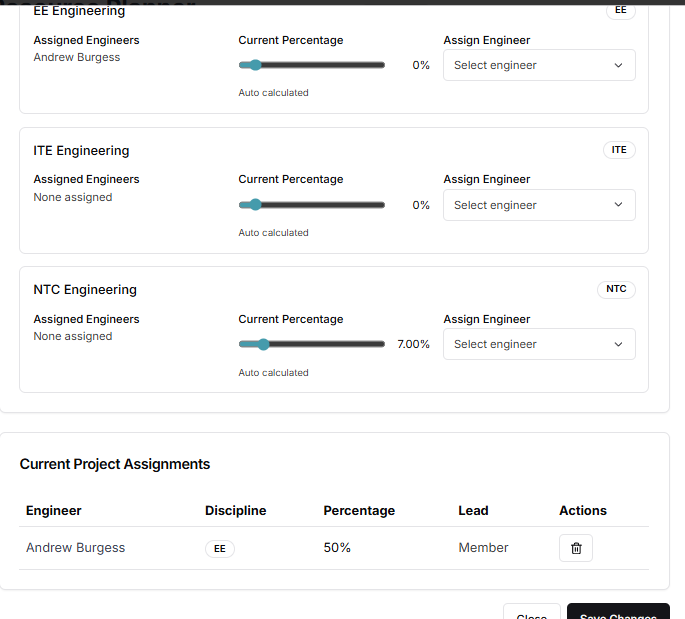 Resource Planner
EE Engineering
EE
Assigned Engineers
Current Percentage
Assign Engineer
Andrew Burgess
0%
Select engineer
Auto calculated
ITE Engineering
ITE
Assigned Engineers
Current Percentage
Assign Engineer
None assigned
0%
Select engineer
Auto calculated
NTC Engineering
NTC
Assigned Engineers
Current Percentage
Assign Engineer
None assigned
7.00%
Select engineer
Auto calculated
Current Project Assignments
Engineer Discipline Percentage Lead Actions
Andrew Burgess EE 50% Member
Close Save Changes